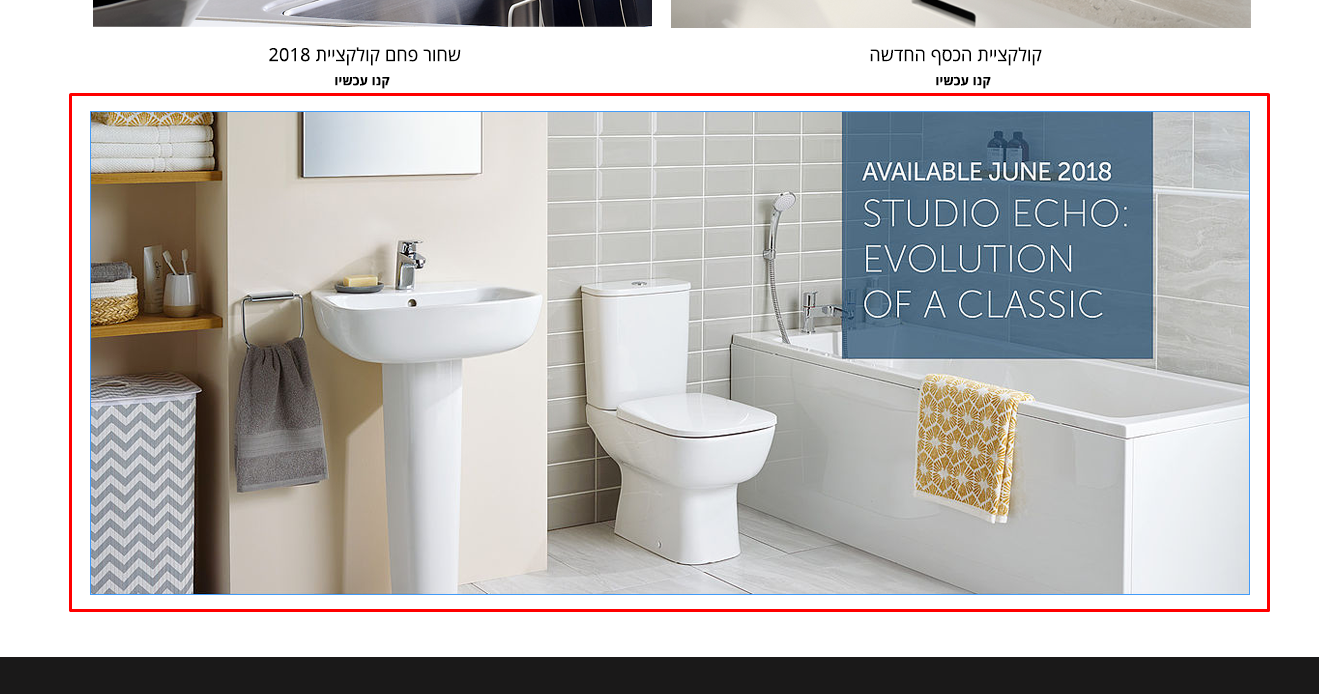 קולקציית הכסף החדשה
קנו עכשיו
שחור פחם קולקציית 2018
קנו עכשיו
AVAILABLE JUNE 2018
STUDIO ECHO:
EVOLUTION
OF A CLASSIC